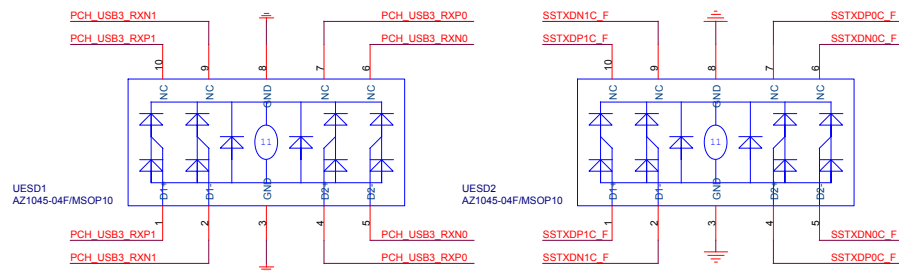 PCH_USB3_RXN1 PCH_USB3_RXP0 SSTXDN1C_F SSTXDP0C_F
PCH_USB3_RXP1 PCH_USB3_RXN0 SSTXDP1C_F SSTXDN0C_F
10 9 8 7 6 10 9 8 7 6
NC NC GND NC NC NC NC GND NC NC
11 11
UESD1 UESD2
D1+ D1- GND D2+ D2- D1+ D1- GND D2+ D2-
AZ1045-04F/MSOP10 AZ1045-04F/MSOP10
1 2 3 4 5 1 2 3 4 5
PCH_USB3_RXP1 PCH_USB3_RXN0 SSTXDP1C_F SSTXDN0C_F
PCH_USB3_RXN1 PCH_USB3_RXP0 SSTXDN1C_F SSTXDP0C_F